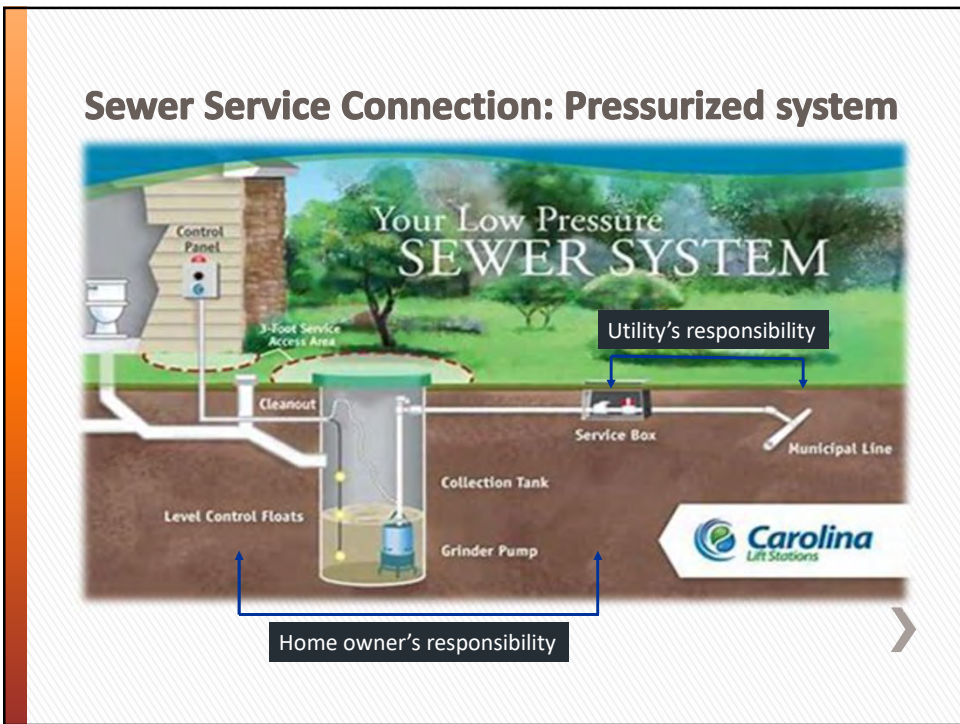 Sewer Service Connection: Pressurized system
Your Low Pressure
SEWER SYSTEM
Control
Panel
3-Foot Service
Access Area
Utility’s responsibility
Cleanout
Service Box
Municipal Line
Collection Tank
Level Control Floats
Grinder Pump
Carolina
Lift Stations
Home owner’s responsibility